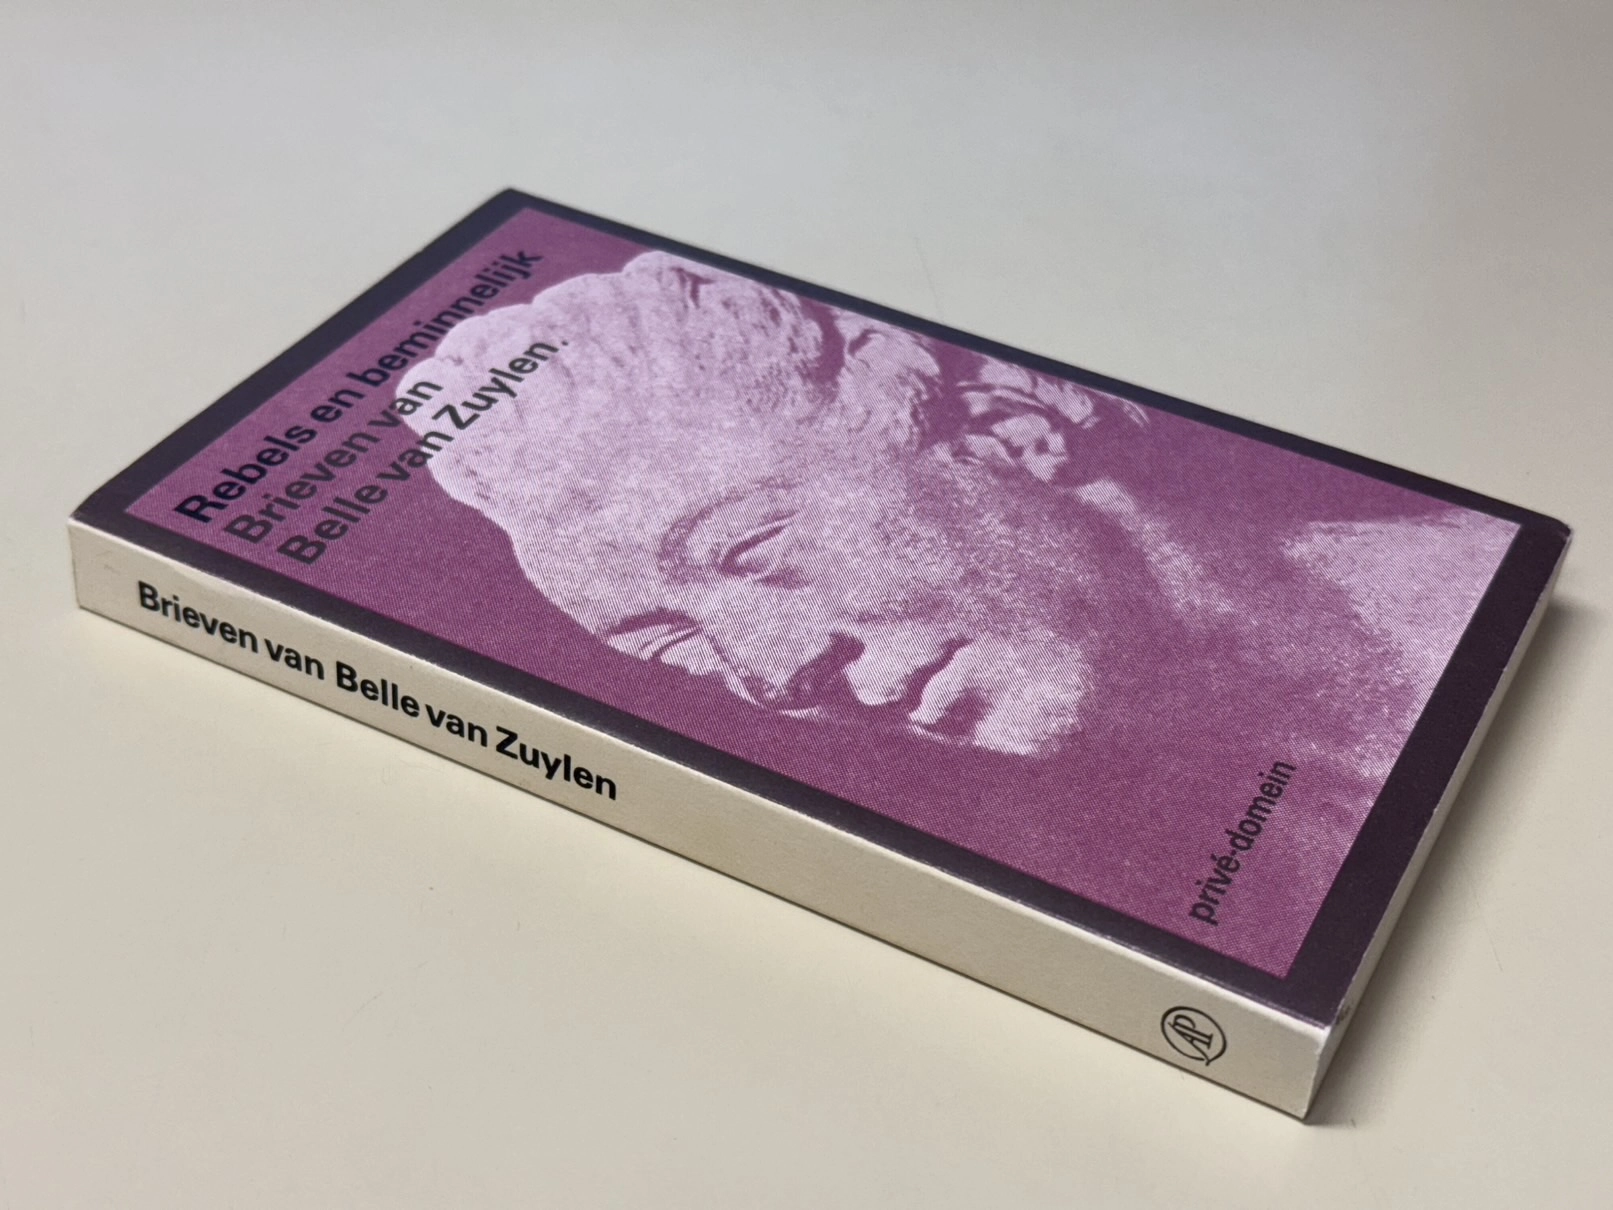 Rebels en beminnelijk
Brieven van
Belle van Zuylen.
privé-domein
Brieven van Belle van Zuylen
AP